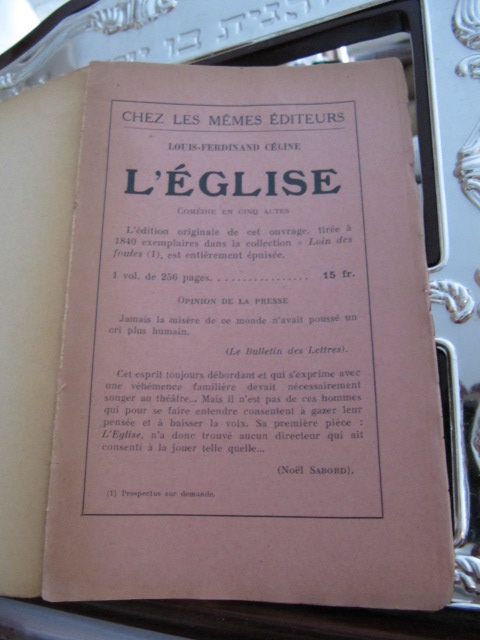 CHEZ LES MÊMES ÉDITEURS
LOUIS-FERDINAND CÉLINE
L'ÉGLISE
COMÉDIE EN CINQ ACTES
L'édition originale de cet ouvrage, tirée à
1840 exemplaires dans la collection « Loin des
foules (1), est entièrement épuisée.
1 vol. de 256 pages. . . . . . . . . . . . . . . . . 15 fr.
OPINION DE LA PRESSE
Jamais la misère de ce monde n'avait poussé un
cri plus humain.
(Le Bulletin des Lettres).
Cet esprit toujours débordant et qui s'exprime avec
une véhémence familière devait nécessairement
songer au théâtre... Mais il n'est pas de ces hommes
qui pour se faire entendre consentent à gazer leur
pensée et à baisser la voix. Sa première pièce :
L'Eglise, n'a donc trouvé aucun directeur qui ait
consenti à la jouer telle quelle...
(Noël SABORD).
(1) Prospectus sur demande.